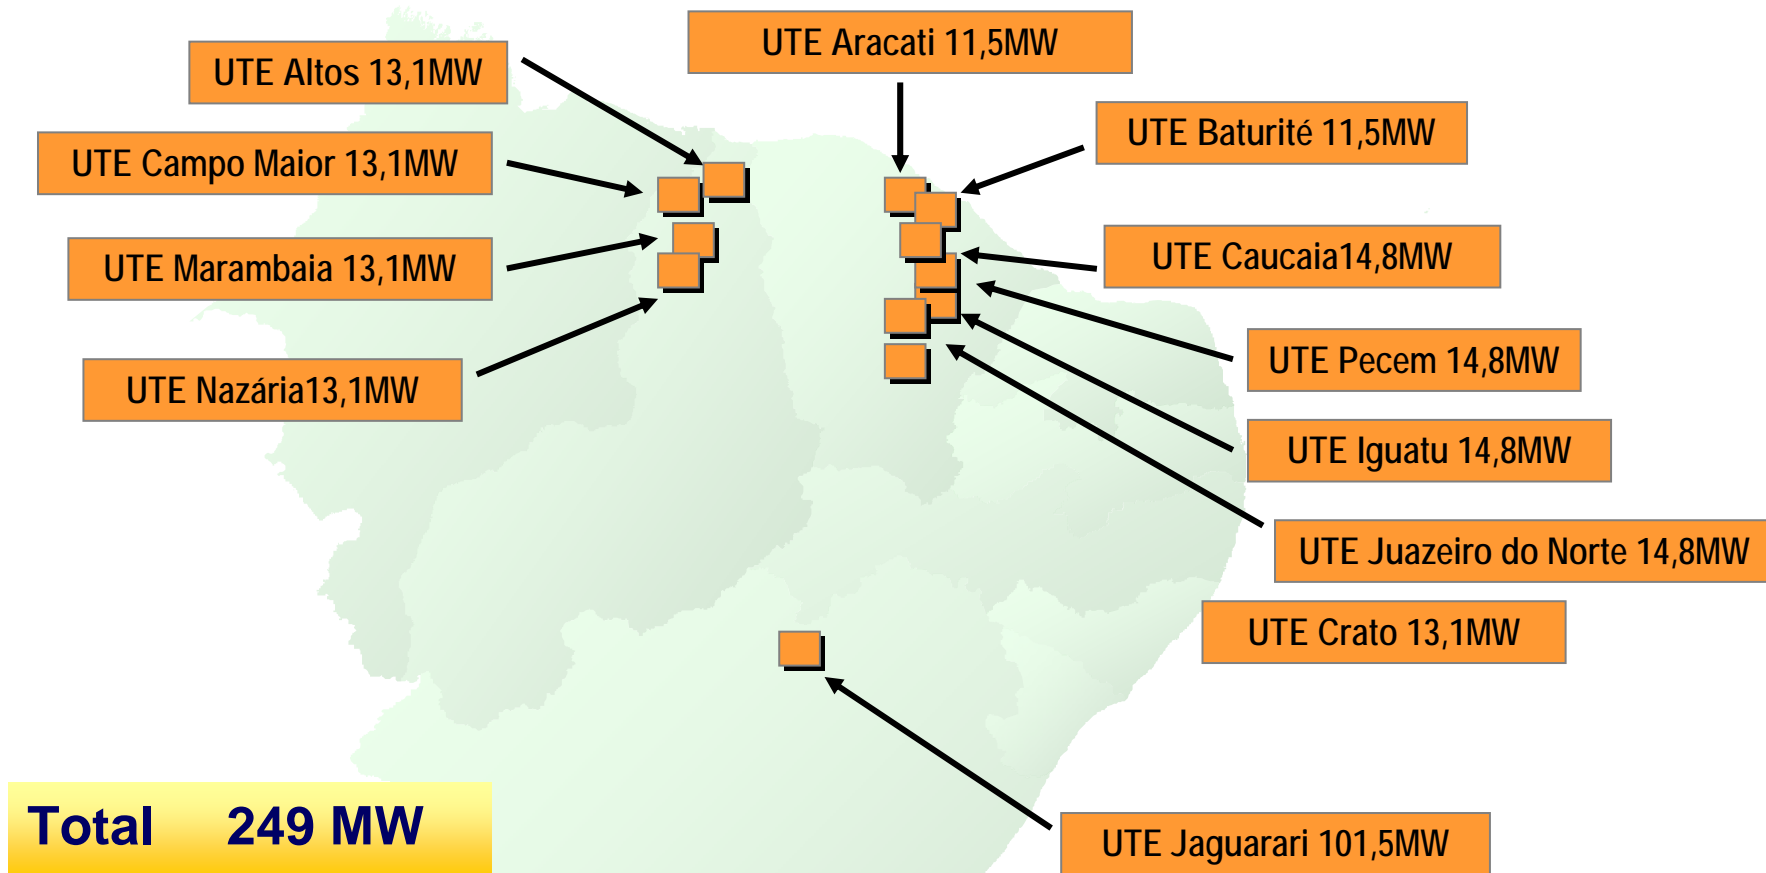 UTE Aracati 11,5MW
UTE Altos 13,1MW
UTE Baturité 11,5MW
UTE Campo Maior 13,1MW
UTE Caucaia14,8MW
UTE Marambaia 13,1MW
UTE Pecem 14,8MW
UTE Nazária13,1MW
UTE Iguatu 14,8MW
UTE Juazeiro do Norte 14,8MW
UTE Crato 13,1MW
Total 249 MW
UTE Jaguarari 101,5MW